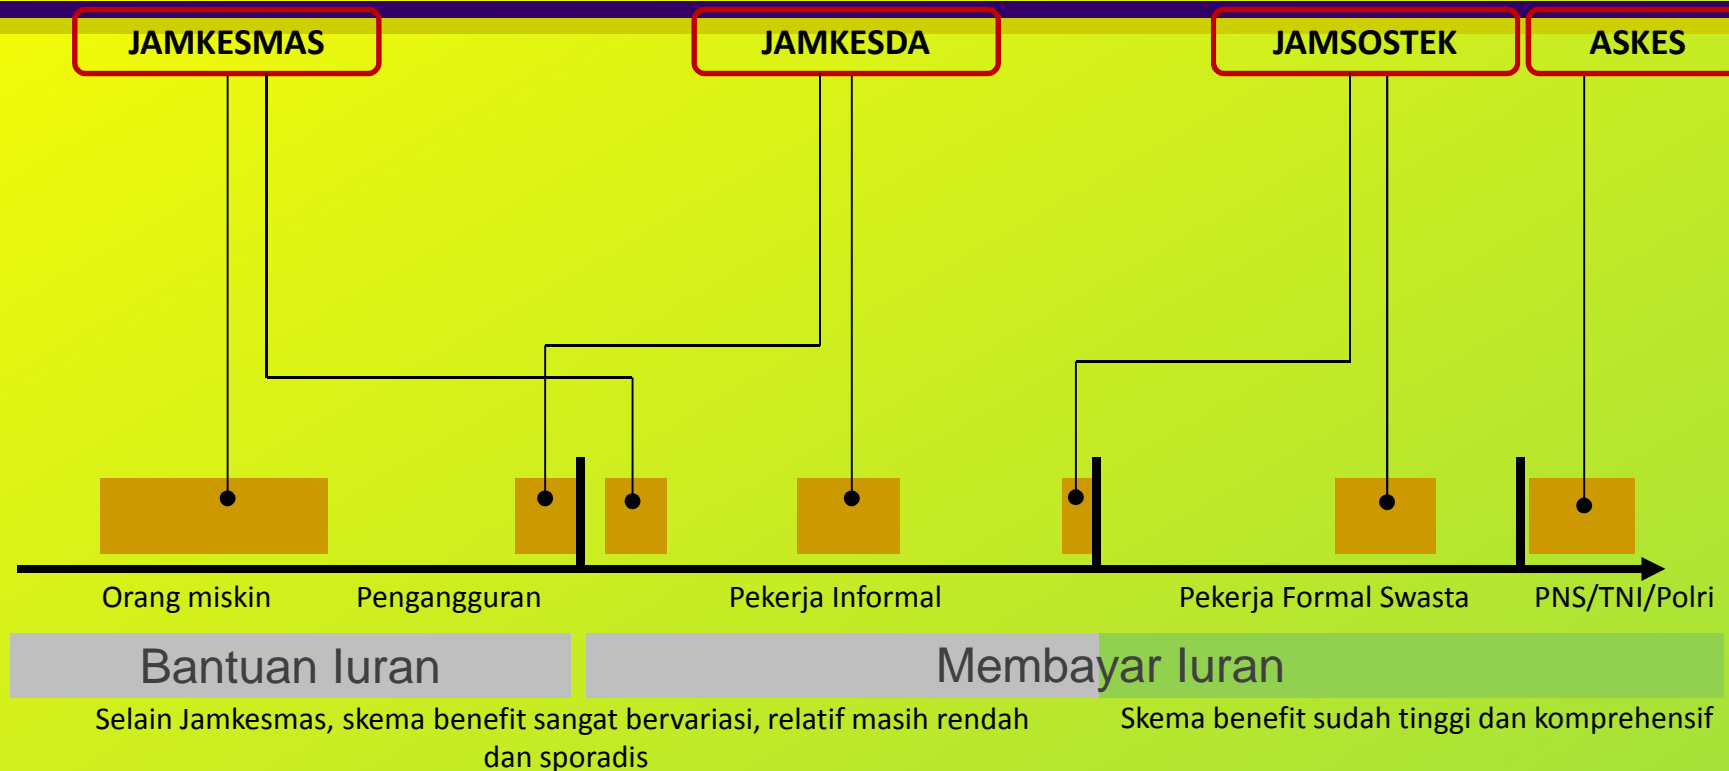 JAMKESMAS
JAMKESDA
JAMSOSTEK
ASKES
Orang miskin
Pengangguran
Pekerja Informal
Pekerja Formal Swasta
PNS/TNI/Polri
Bantuan Iuran
Membayar Iuran
Selain Jamkesmas, skema benefit sangat bervariasi, relatif masih rendah
dan sporadis
Skema benefit sudah tinggi dan komprehensif